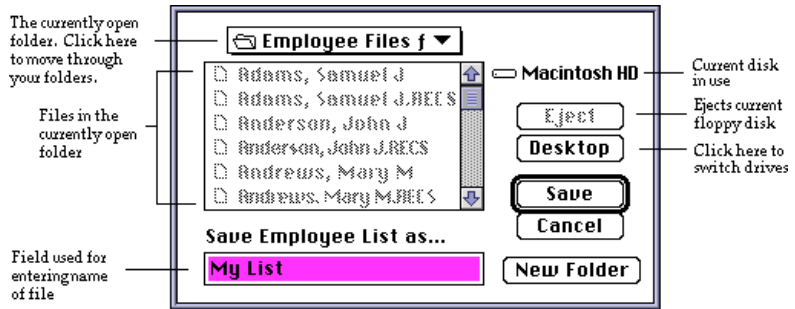 The currently open
folder. Click here
to move through
your folders.
Employee Files ƒ
Adams, Samuel J
Adams, Samuel J.RECS
Anderson, John J
Anderson, John J.RECS
Andrews, Mary M
Andrews, Mary M.RECS
Files in the
currently open
folder
Macintosh HD
Current disk
in use
Eject
Ejects current
floppy disk
Desktop
Click here to
switch drives
Save
Cancel
Save Employee List as...
Field used for
entering name
of file
My List
New Folder